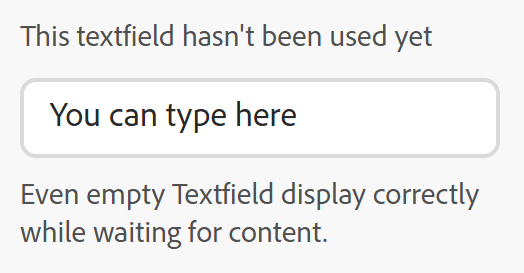 This textfield hasn't been used yet
You can type here
Even empty Textfield display correctly
while waiting for content.